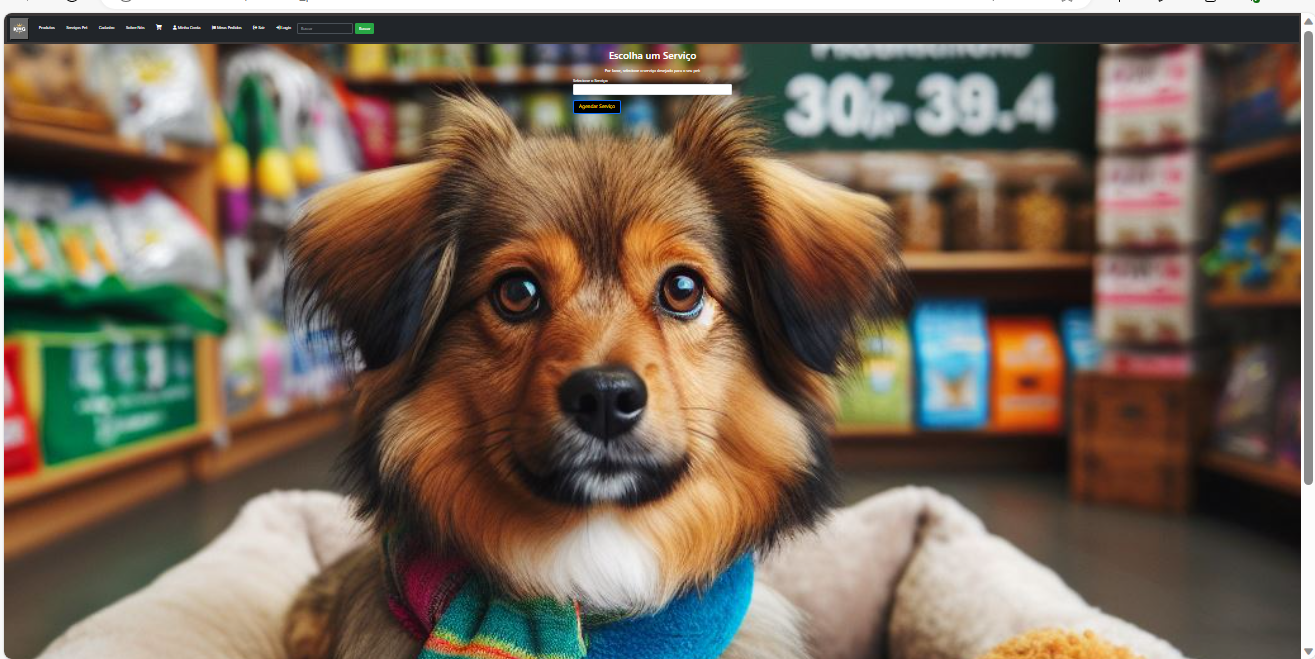 KING
Produtos Serviços Pet Cadastro Sobre Nós Minha Conta Meus Pedidos Sair Login Buscar Buscar
Escolha um Serviço
Por favor, selecione o serviço desejado para o seu pet:
Selecione o Serviço:
Agendar Serviço
30 39.4